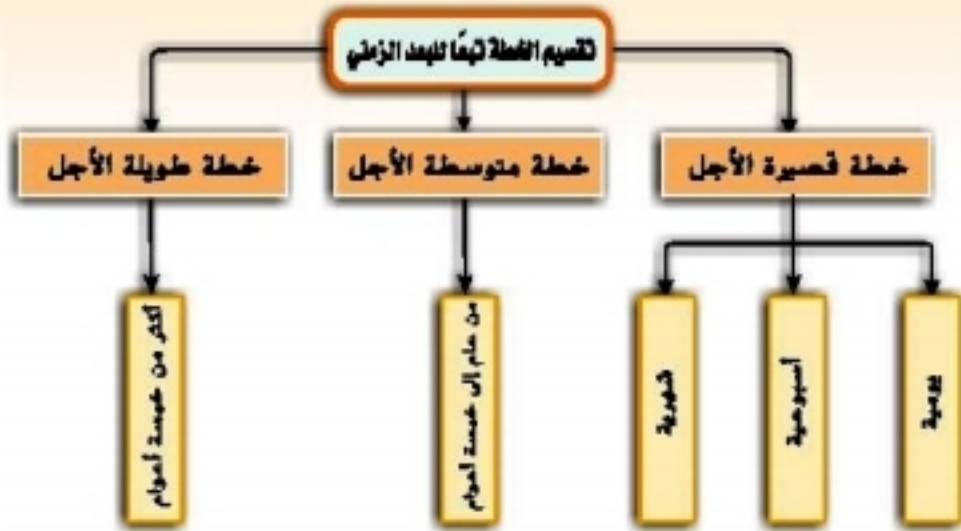 تقسيم الخطة تبعًا للبعد الزمني
خطة قصيرة الأجل
خطة متوسطة الأجل
خطة طويلة الأجل
يومية
أسبوعية
شهرية
من عام إلى خمسة أعوام
أكثر من خمسة أعوام